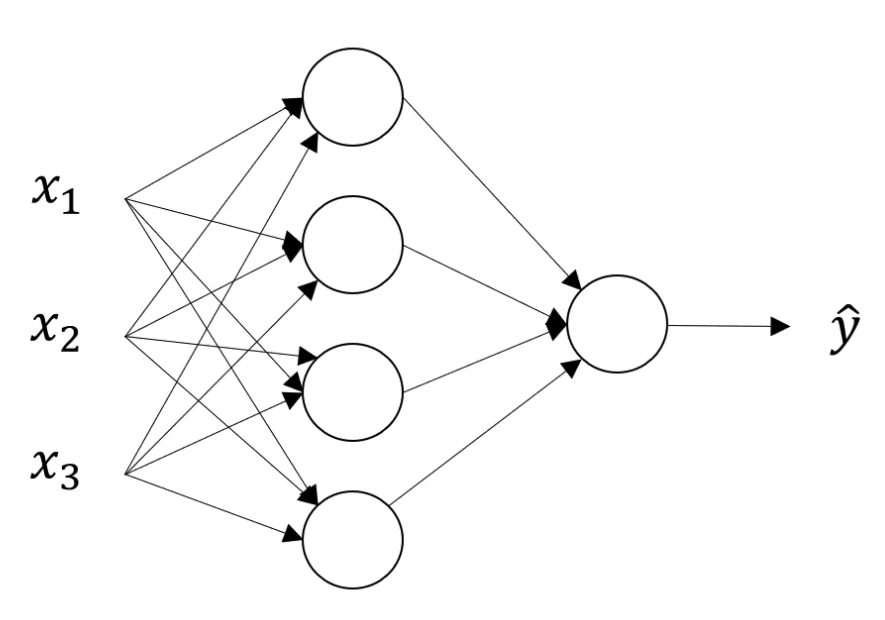 x₁
x₂
x₃
ŷ